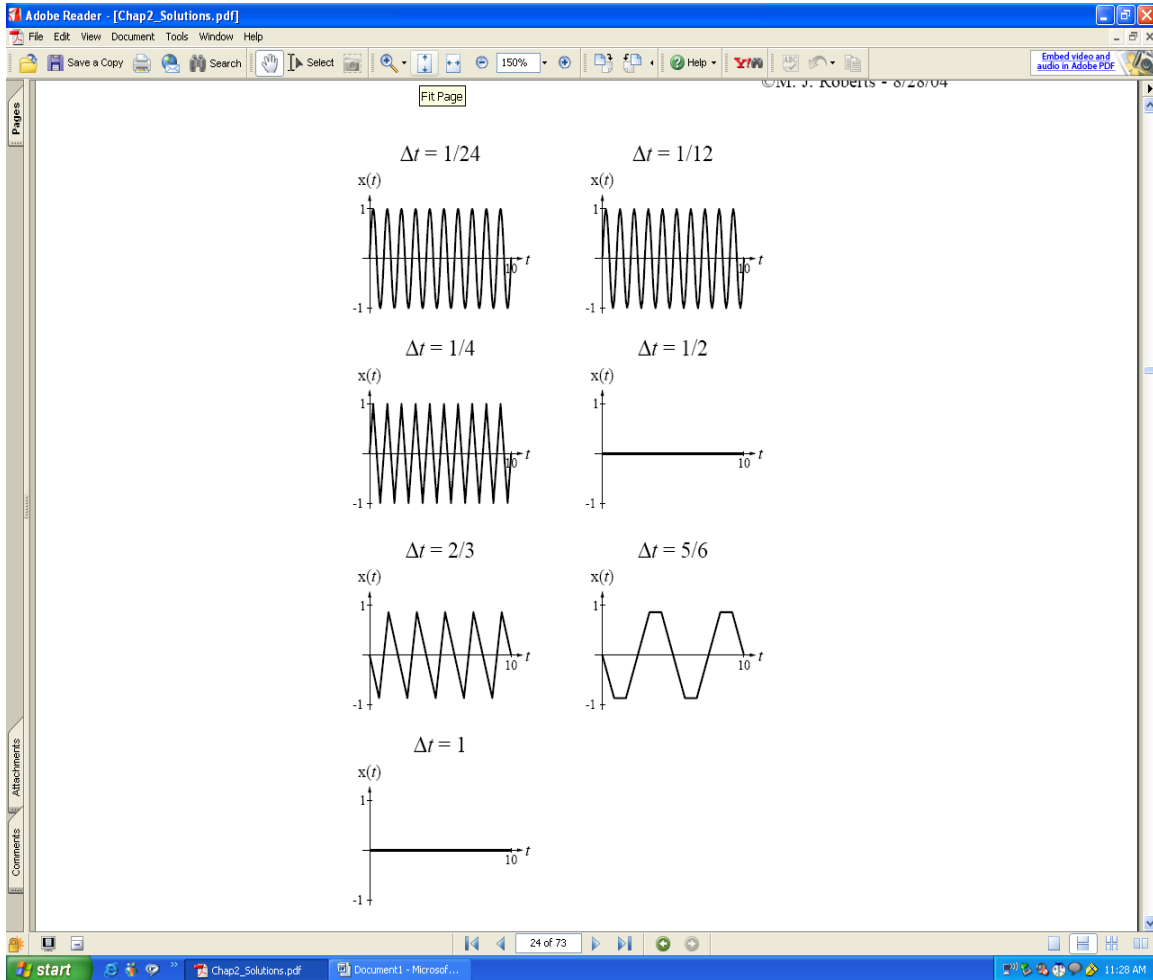 Adobe Reader - [Chap2_Solutions.pdf]
File Edit View Document Tools Window Help
Save a Copy Search Select 150% Help Y! Embed video and
audio in Adobe PDF
Fit Page
©M. J. Roberts - 8/28/04
Pages
Attachments
Comments
Δt = 1/24 Δt = 1/12
x(t) x(t)
1 1
t t
10 10
-1 -1
Δt = 1/4 Δt = 1/2
x(t) x(t)
1 1
t t
10 10
-1 -1
Δt = 2/3 Δt = 5/6
x(t) x(t)
1 1
t t
10 10
-1 -1
Δt = 1
x(t)
1
t
10
-1
24 of 73
start Chap2_Solutions.pdf Document1 - Microsof... 11:28 AM